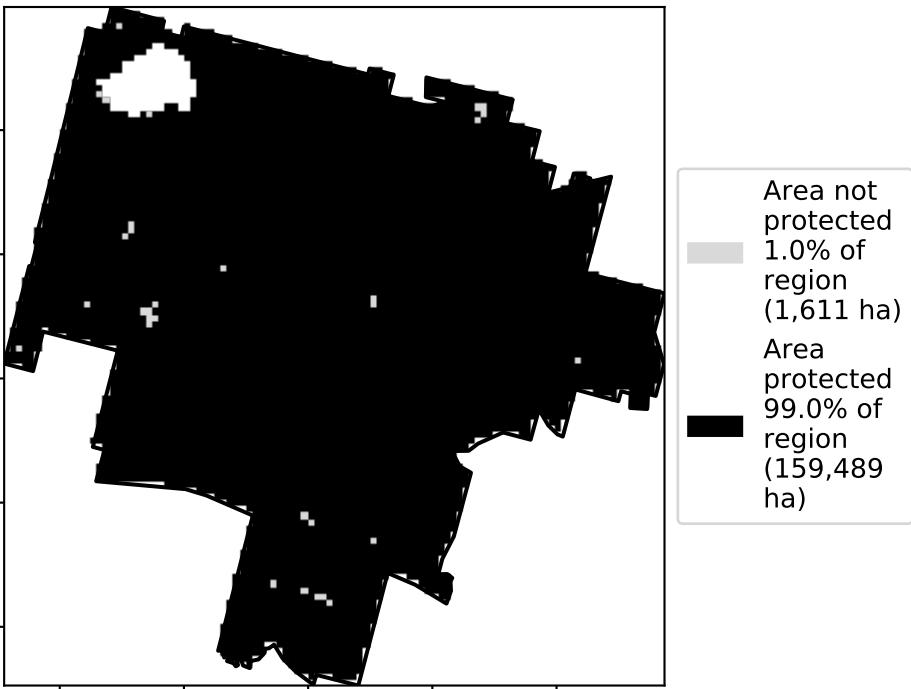 Area not
protected
1.0% of
region
(1,611 ha)
Area
protected
99.0% of
region
(159,489
ha)